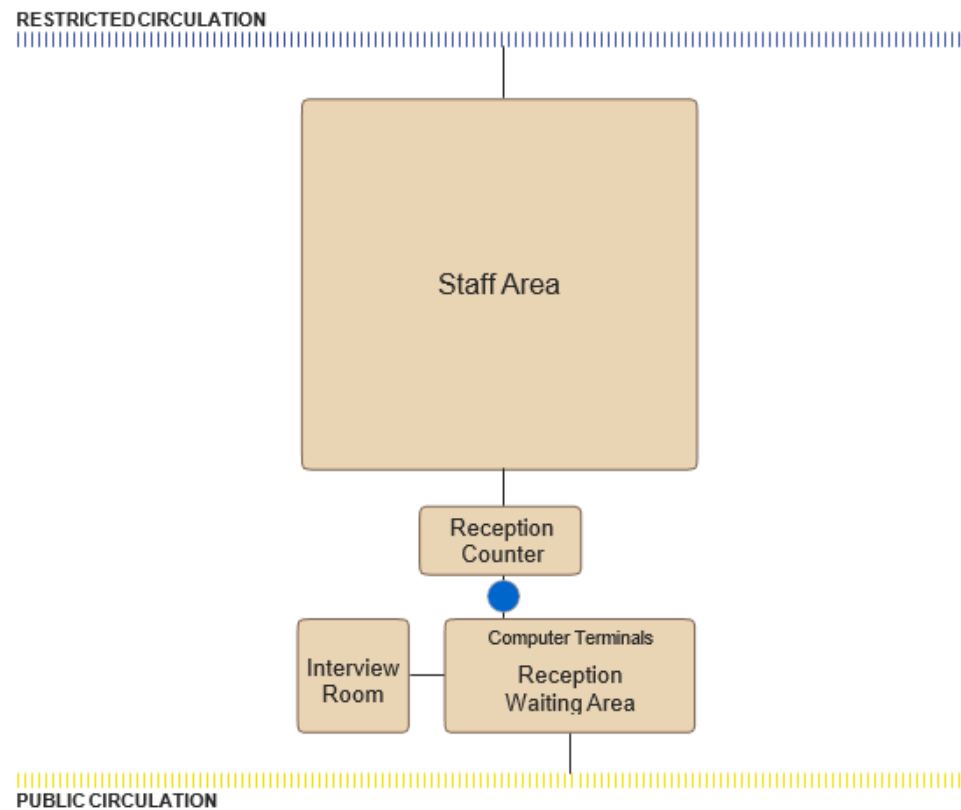 RESTRICTED CIRCULATION
Staff Area
Reception
Counter
Computer Terminals
Interview
Room
Reception
Waiting Area
PUBLIC CIRCULATION